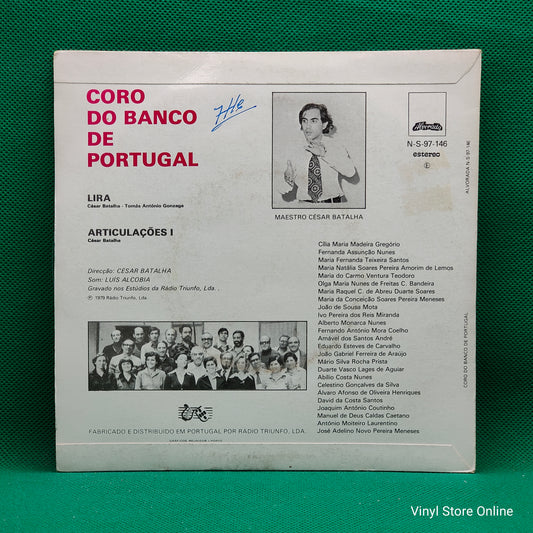 CORO
DO BANCO
DE
PORTUGAL
LIRA
César Batalha - Tomás António Gonzaga
ARTICULAÇÕES I
César Batalha
Direcção: CÉSAR BATALHA
Som: LUÍS ALCOBIA
Gravado nos Estúdios da Rádio Triunfo, Lda. .
Ⓟ 1979 Rádio Triunfo, Lda.
FABRICADO E DISTRIBUIDO EM PORTUGAL POR RÁDIO TRIUNFO, LDA.
MAESTRO CÉSAR BATALHA
Alvorada
N-S-97-146
estereo
Cília Maria Madeira Gregório
Fernanda Assunção Nunes
Maria Fernanda Teixeira Santos
Maria Natália Soares Pereira Amorim de Lemos
Maria do Carmo Ventura Teodoro
Olga Maria Nunes de Freitas C. Bandeira
Maria Raquel C. de Abreu Duarte Soares
Maria da Conceição Soares Pereira Meneses
João de Sousa Mota
Ivo Pereira dos Reis Miranda
Alberto Monarca Nunes
Fernando António Mora Coelho
Amável dos Santos André
Eduardo Esteves de Carvalho
João Gabriel Ferreira de Araújo
Mário Silva Rocha Prista
Duarte Vasco Lages de Aguiar
Abílio Costa Nunes
Celestino Gonçalves da Silva
Álvaro Afonso de Oliveira Henriques
David da Costa Santos
Joaquim António Coutinho
Manuel de Deus Caldas Caetano
António Moiteiro Laurentino
José Adelino Novo Pereira Meneses
ALVORADA N-S-97-146
CORO DO BANCO DE PORTUGAL
Vinyl Store Online